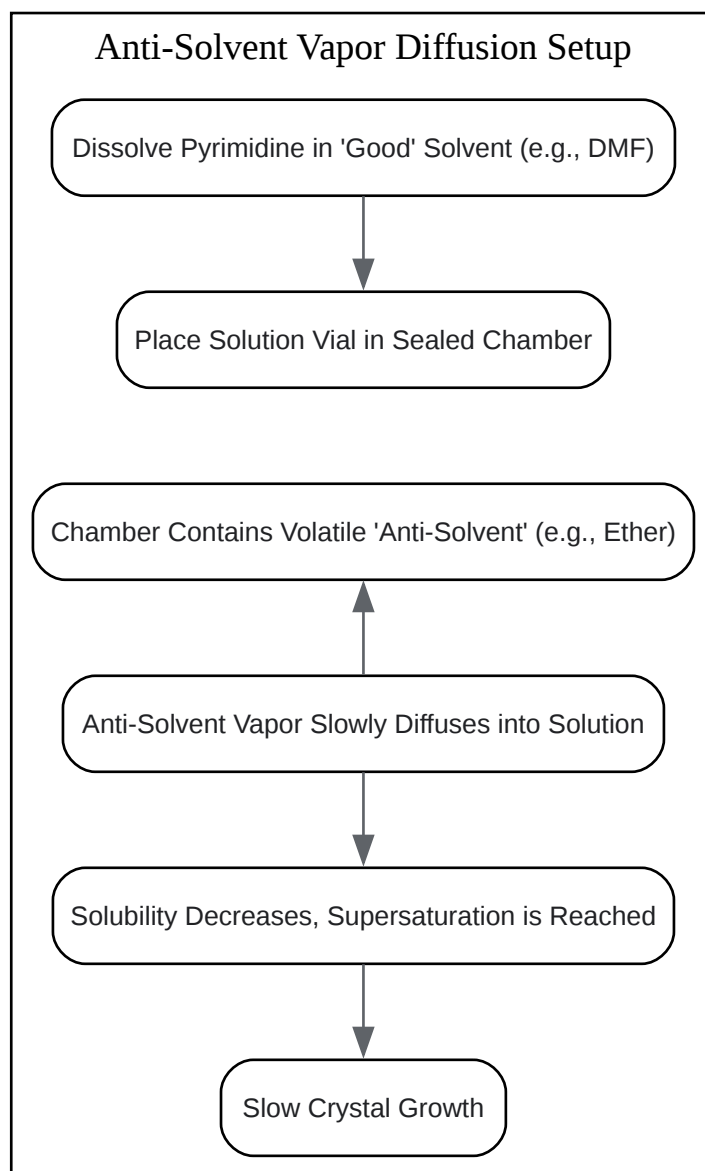 Anti-Solvent Vapor Diffusion Setup
Dissolve Pyrimidine in 'Good' Solvent (e.g., DMF)
Place Solution Vial in Sealed Chamber
Chamber Contains Volatile 'Anti-Solvent' (e.g., Ether)
Anti-Solvent Vapor Slowly Diffuses into Solution
Solubility Decreases, Supersaturation is Reached
Slow Crystal Growth